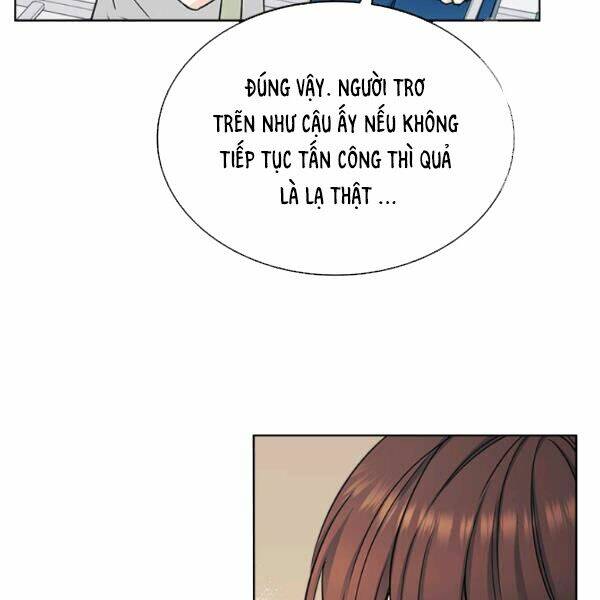 ĐÚNG VẬY. NGƯỜI TRƠ
TRẼN NHƯ CẬU ẤY NẾU KHÔNG
TIẾP TỤC TẤN CÔNG THÌ QUẢ
LÀ LẠ THẬT ...